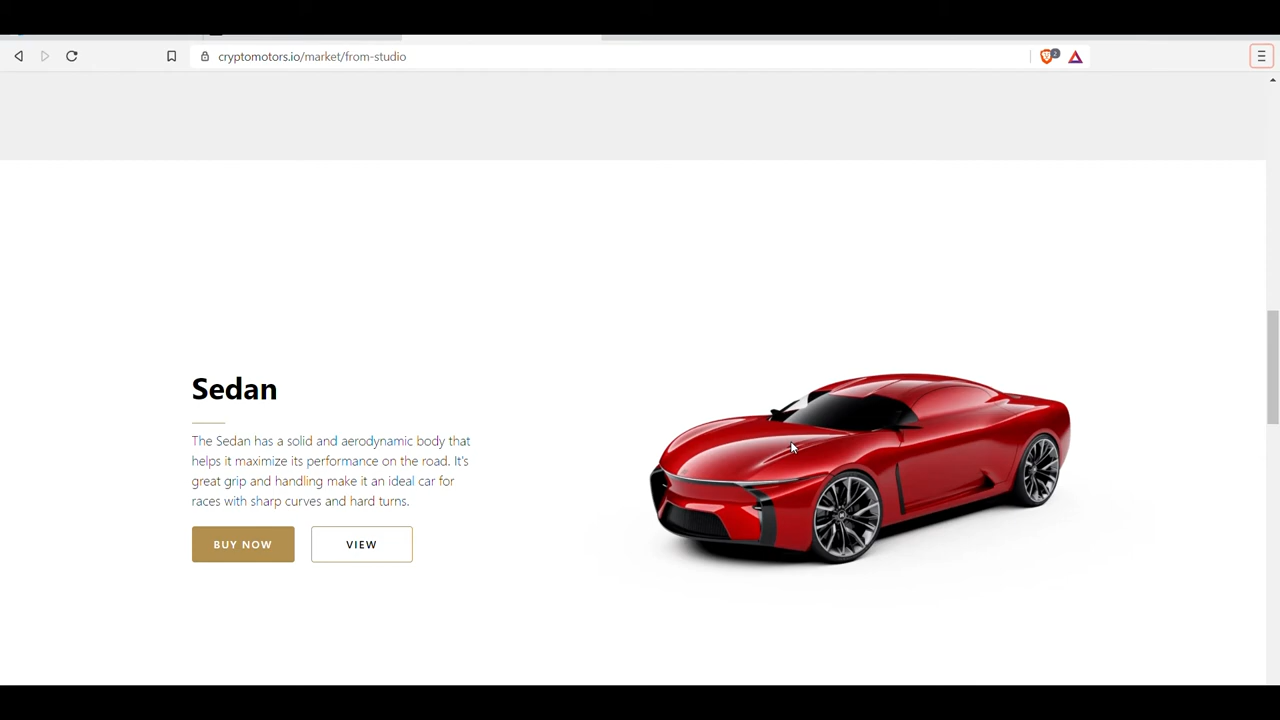 cryptomotors.io/market/from-studio
2
Sedan
The Sedan has a solid and aerodynamic body that
helps it maximize its performance on the road. It's
great grip and handling make it an ideal car for
races with sharp curves and hard turns.
BUY NOW
VIEW